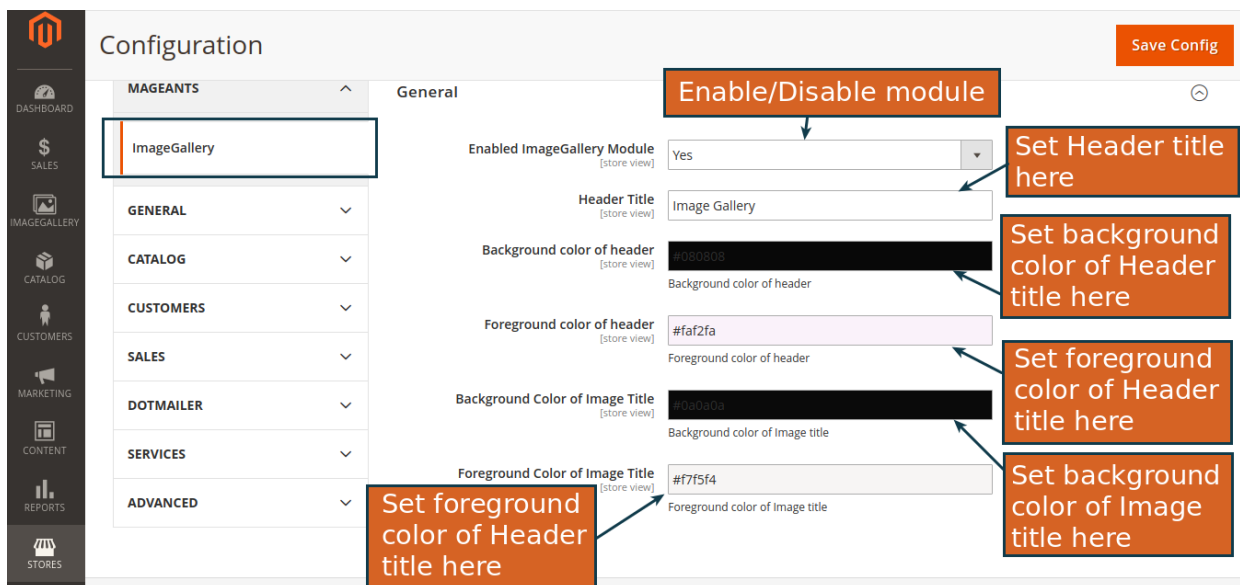 Configuration
Save Config
DASHBOARD
SALES
IMAGEGALLERY
CATALOG
CUSTOMERS
MARKETING
CONTENT
REPORTS
STORES
MAGEANTS
ImageGallery
GENERAL
CATALOG
CUSTOMERS
SALES
DOTMAILER
SERVICES
ADVANCED
General
Enable/Disable module
Enabled ImageGallery Module
[store view]
Yes
Set Header title
here
Header Title
[store view]
Image Gallery
Background color of header
[store view]
#080808
Background color of header
Set background
color of Header
title here
Foreground color of header
[store view]
#faf2fa
Foreground color of header
Set foreground
color of Header
title here
Background Color of Image Title
[store view]
#0a0a0a
Background color of Image title
Set background
color of Image
title here
Foreground Color of Image Title
[store view]
#f7f5f4
Foreground color of Image title
Set foreground
color of Header
title here